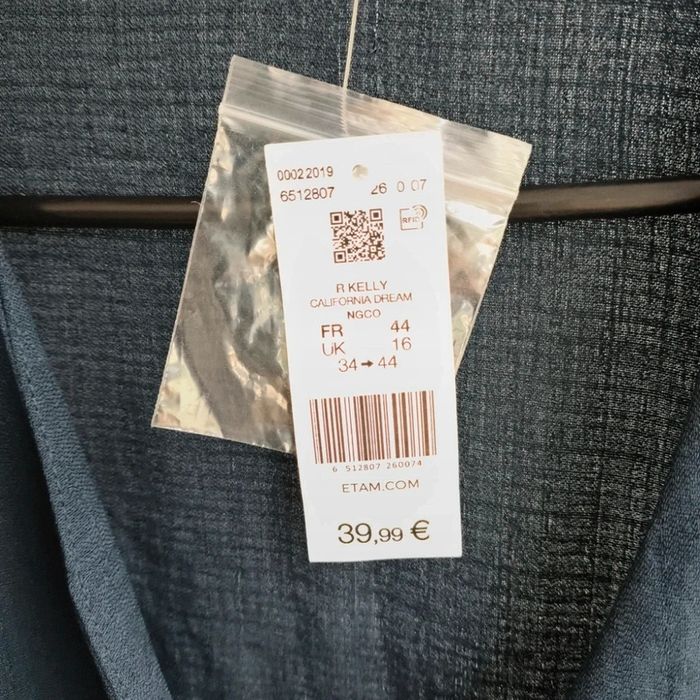 00022019
6512807 26 0 07
RFID
R KELLY
CALIFORNIA DREAM
NGCO
FR 44
UK 16
34 → 44
6 512807 260074
ETAM.COM
39,99 €